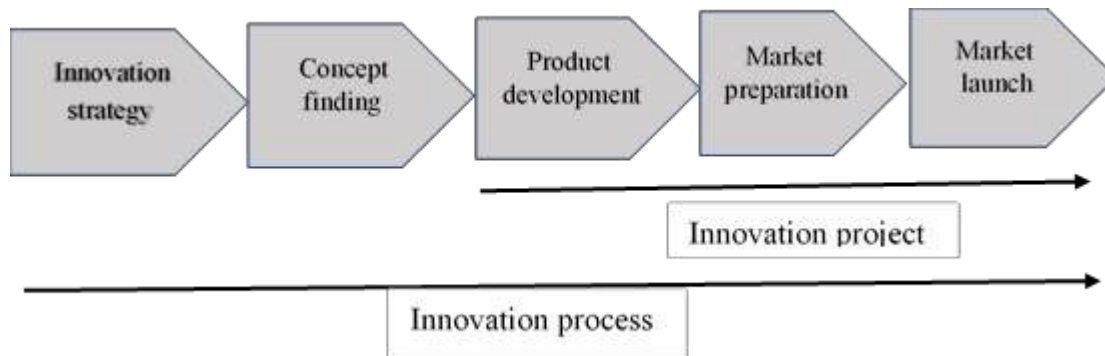 Innovation
strategy
Concept
finding
Product
development
Market
preparation
Market
launch
Innovation project
Innovation process